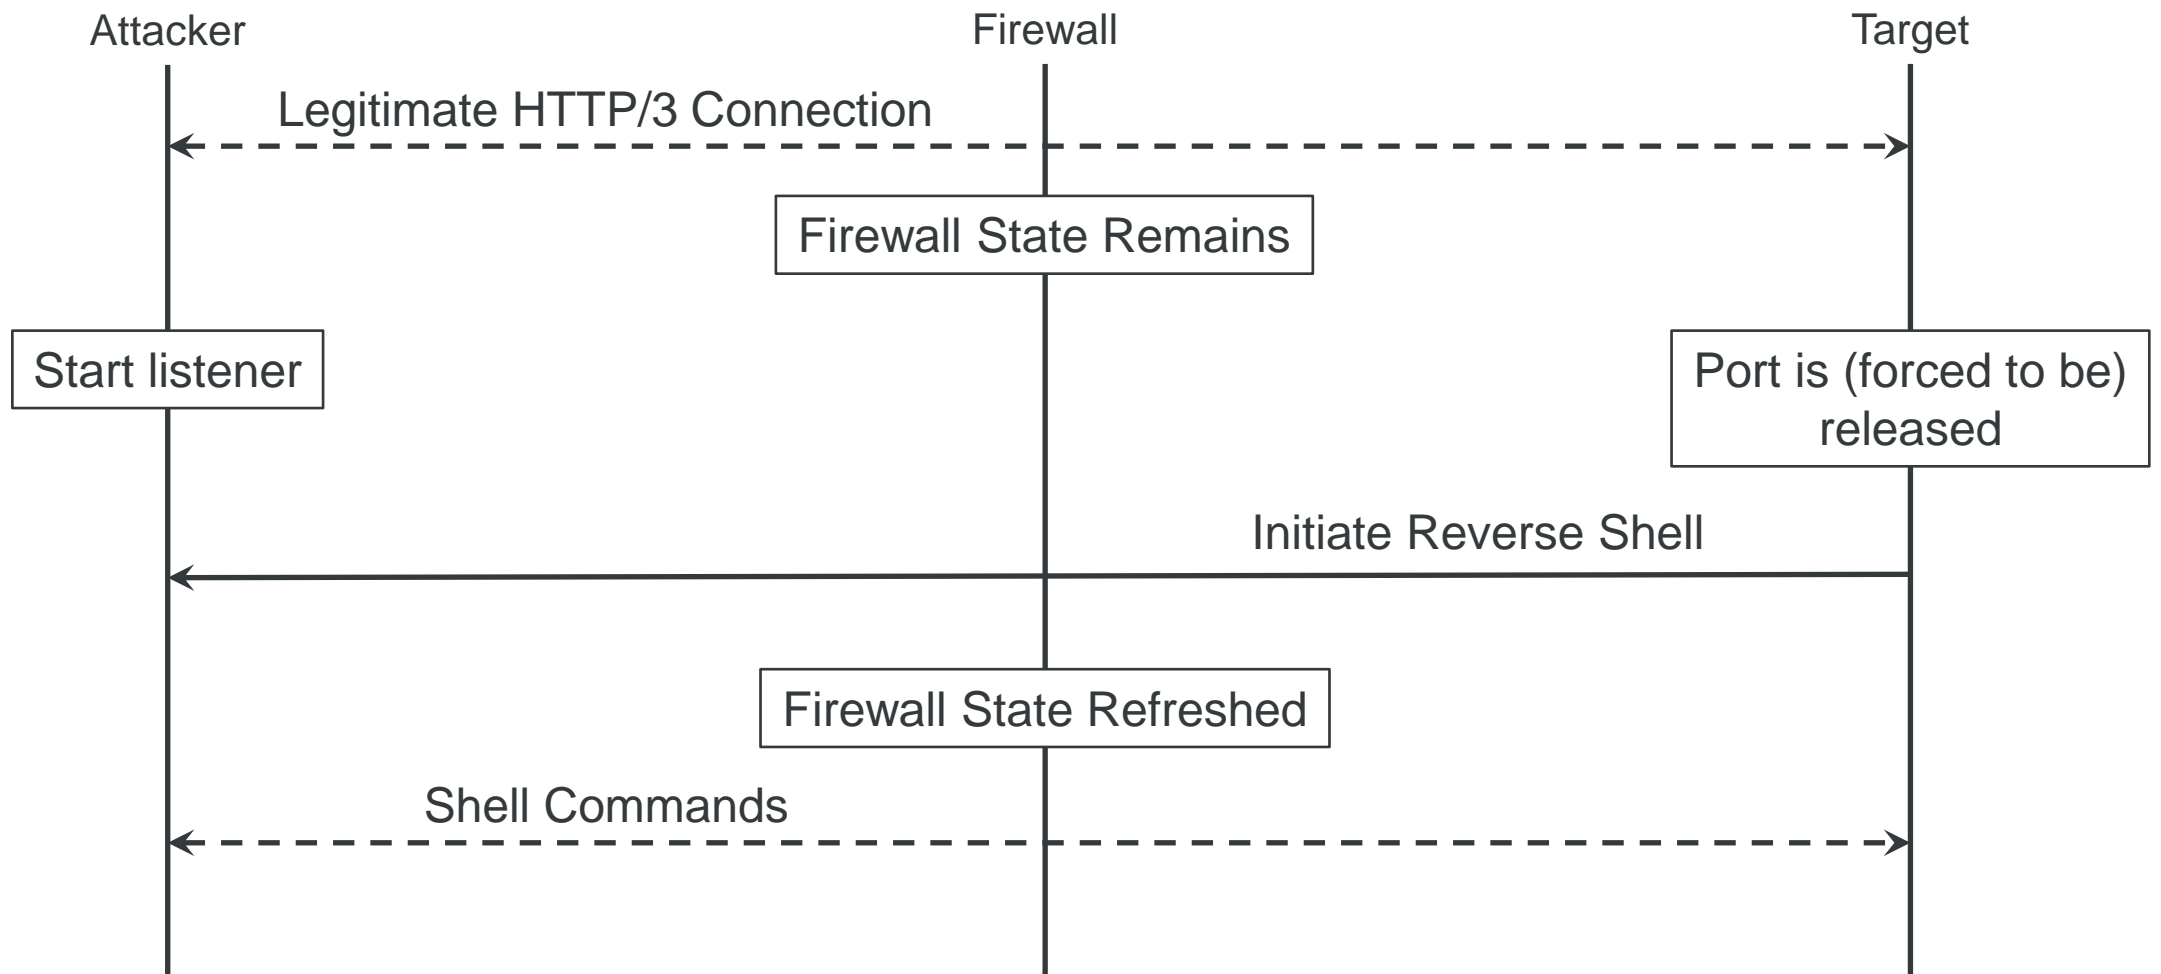 Attacker
Firewall
Target
Legitimate HTTP/3 Connection
Firewall State Remains
Start listener
Port is (forced to be)
released
Initiate Reverse Shell
Firewall State Refreshed
Shell Commands